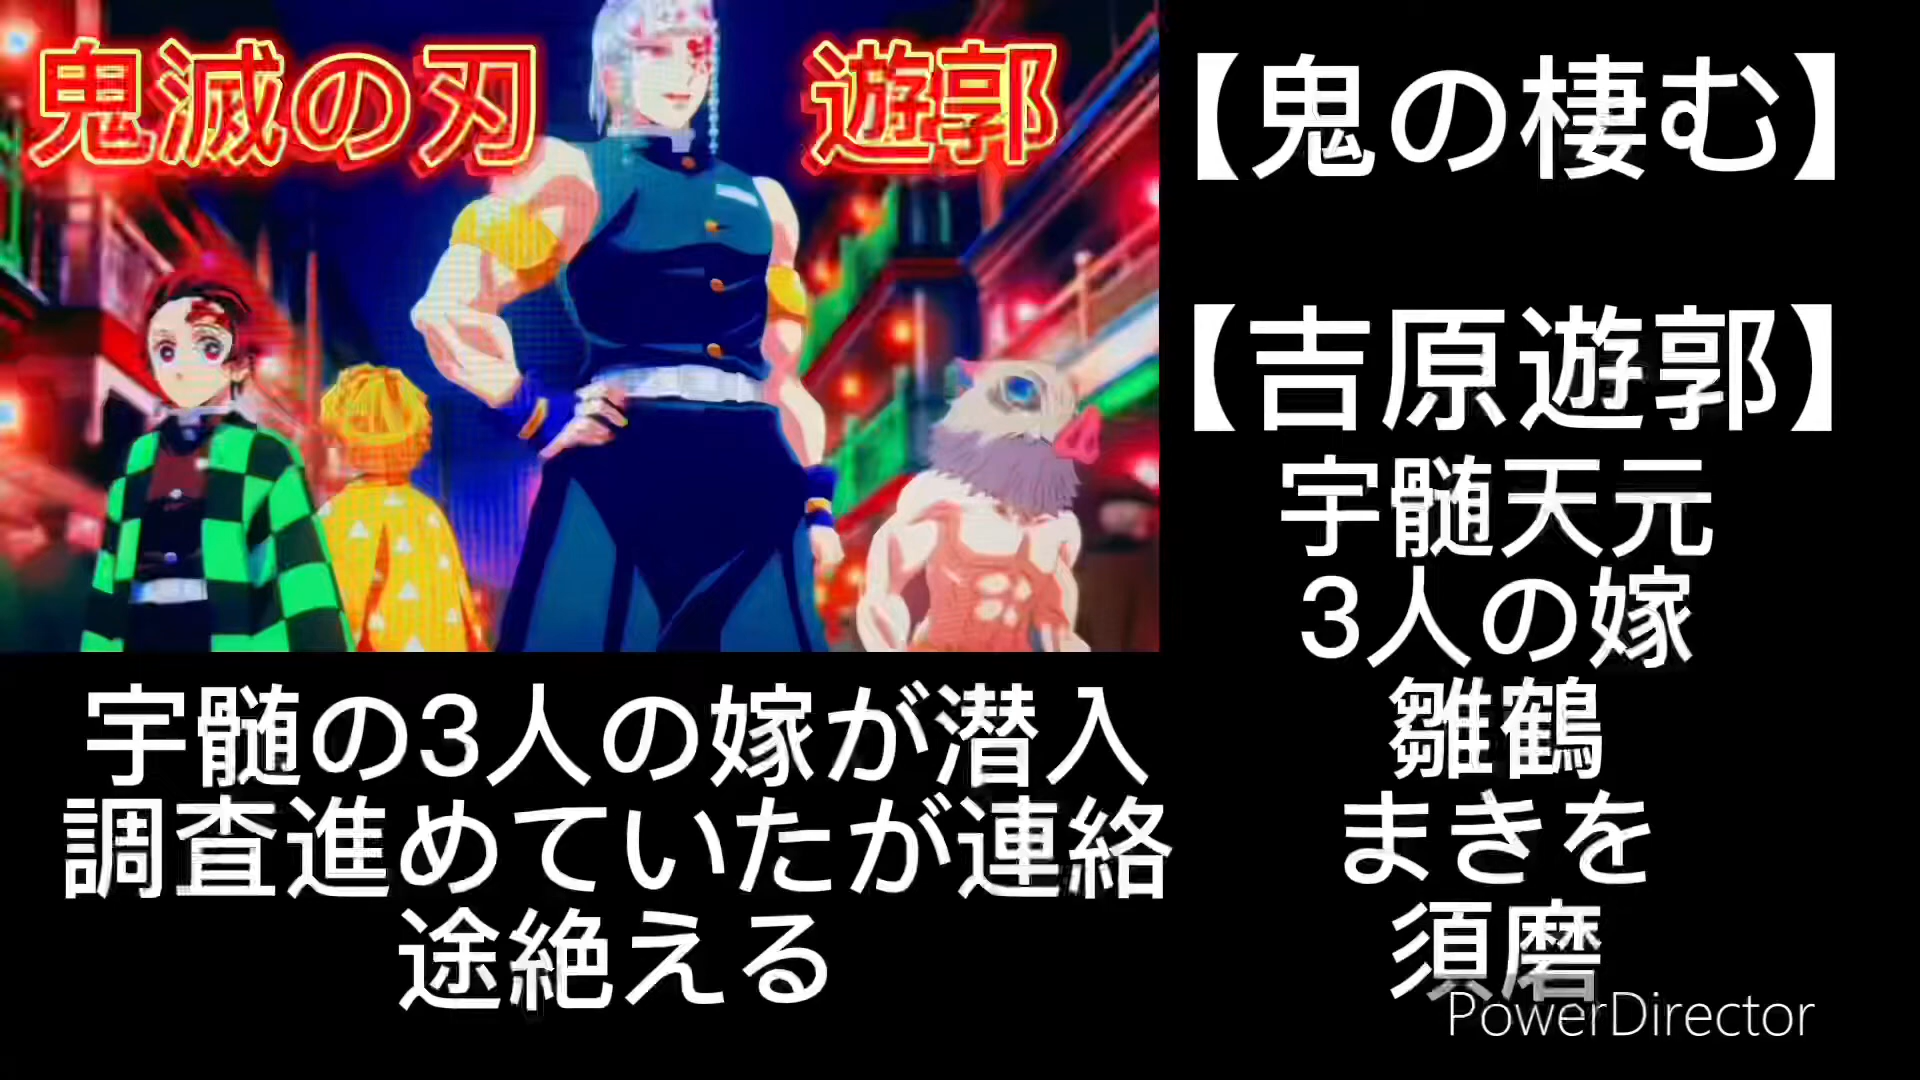 鬼滅の刃 遊郭
【鬼の棲む】
【吉原遊郭】
宇髄天元
3人の嫁
雛鶴
まきを
須磨
宇髄の3人の嫁が潜入
調査進めていたが連絡
途絶える
PowerDirector